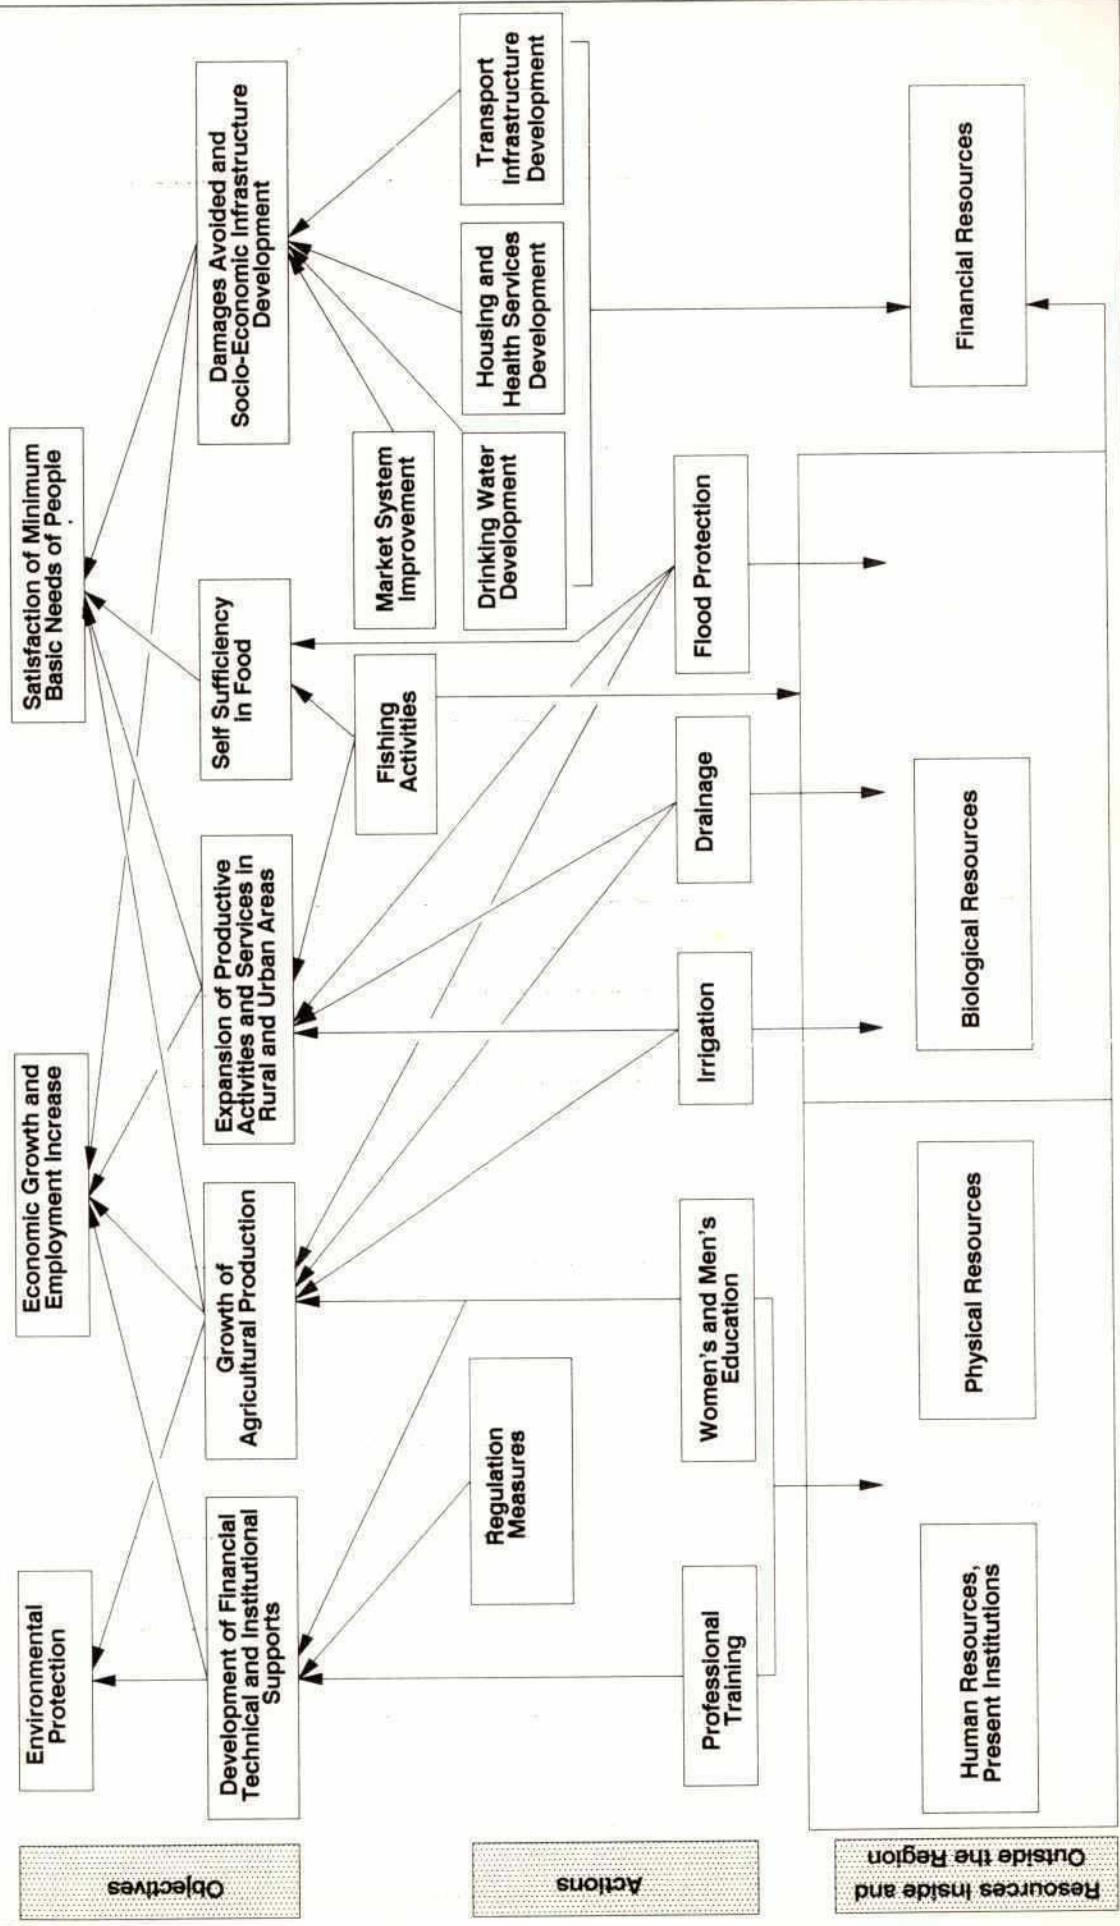 Objectives
Environmental
Protection
Economic Growth and
Employment Increase
Satisfaction of Minimum
Basic Needs of People
Development of Financial
Technical and Institutional
Supports
Growth of
Agricultural Production
Expansion of Productive
Activities and Services in
Rural and Urban Areas
Self Sufficiency
in Food
Damages Avoided and
Socio-Economic Infrastructure
Development
Actions
Regulation
Measures
Fishing
Activities
Market System
Improvement
Drinking Water
Development
Housing and
Health Services
Development
Transport
Infrastructure
Development
Professional
Training
Women's and Men's
Education
Irrigation
Drainage
Flood Protection
Resources Inside and
Outside the Region
Human Resources,
Present Institutions
Physical Resources
Biological Resources
Financial Resources